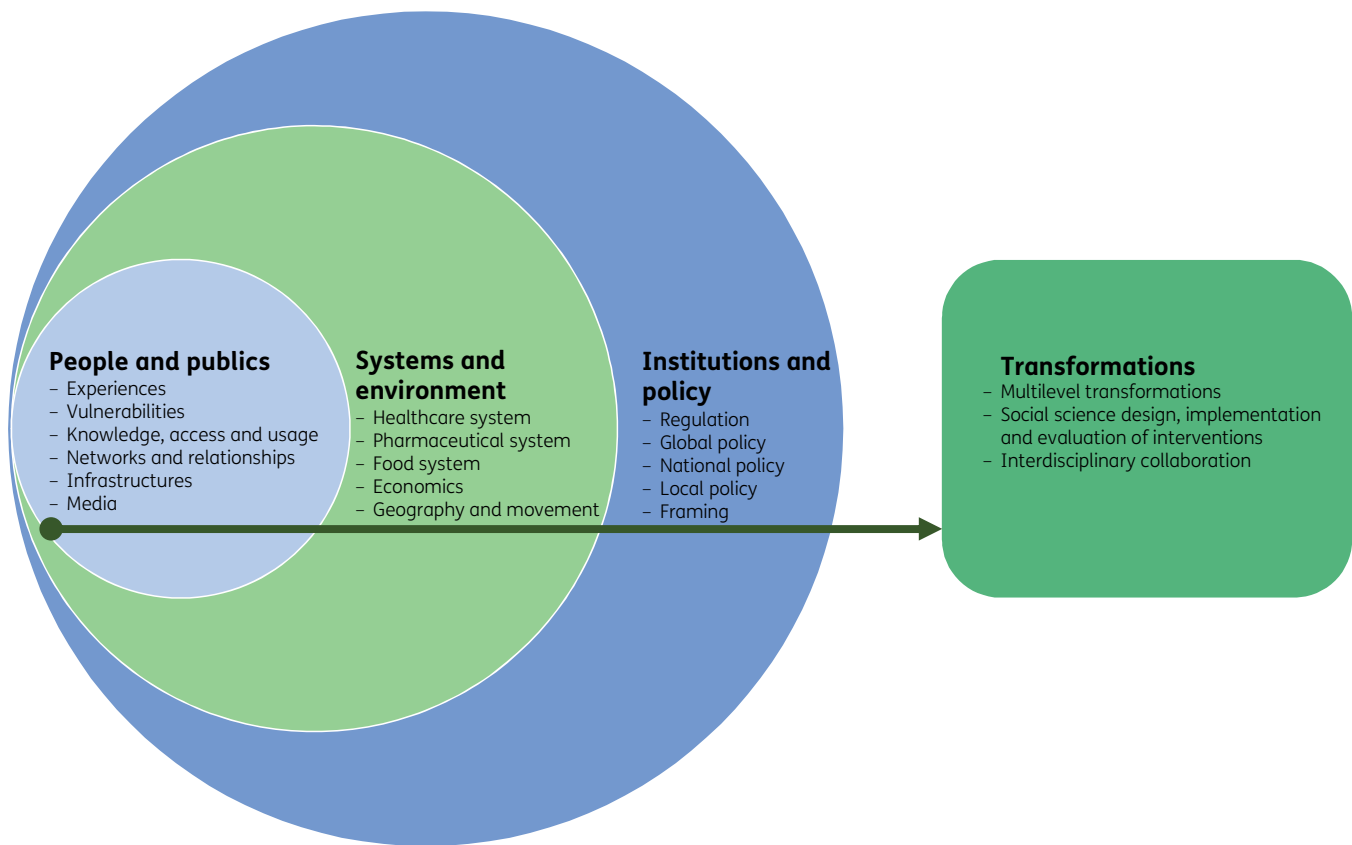 People and publics
– Experiences
– Vulnerabilities
– Knowledge, access and usage
– Networks and relationships
– Infrastructures
– Media
Systems and
environment
– Healthcare system
– Pharmaceutical system
– Food system
– Economics
– Geography and movement
Institutions and
policy
– Regulation
– Global policy
– National policy
– Local policy
– Framing
Transformations
– Multilevel transformations
– Social science design, implementation
and evaluation of interventions
– Interdisciplinary collaboration